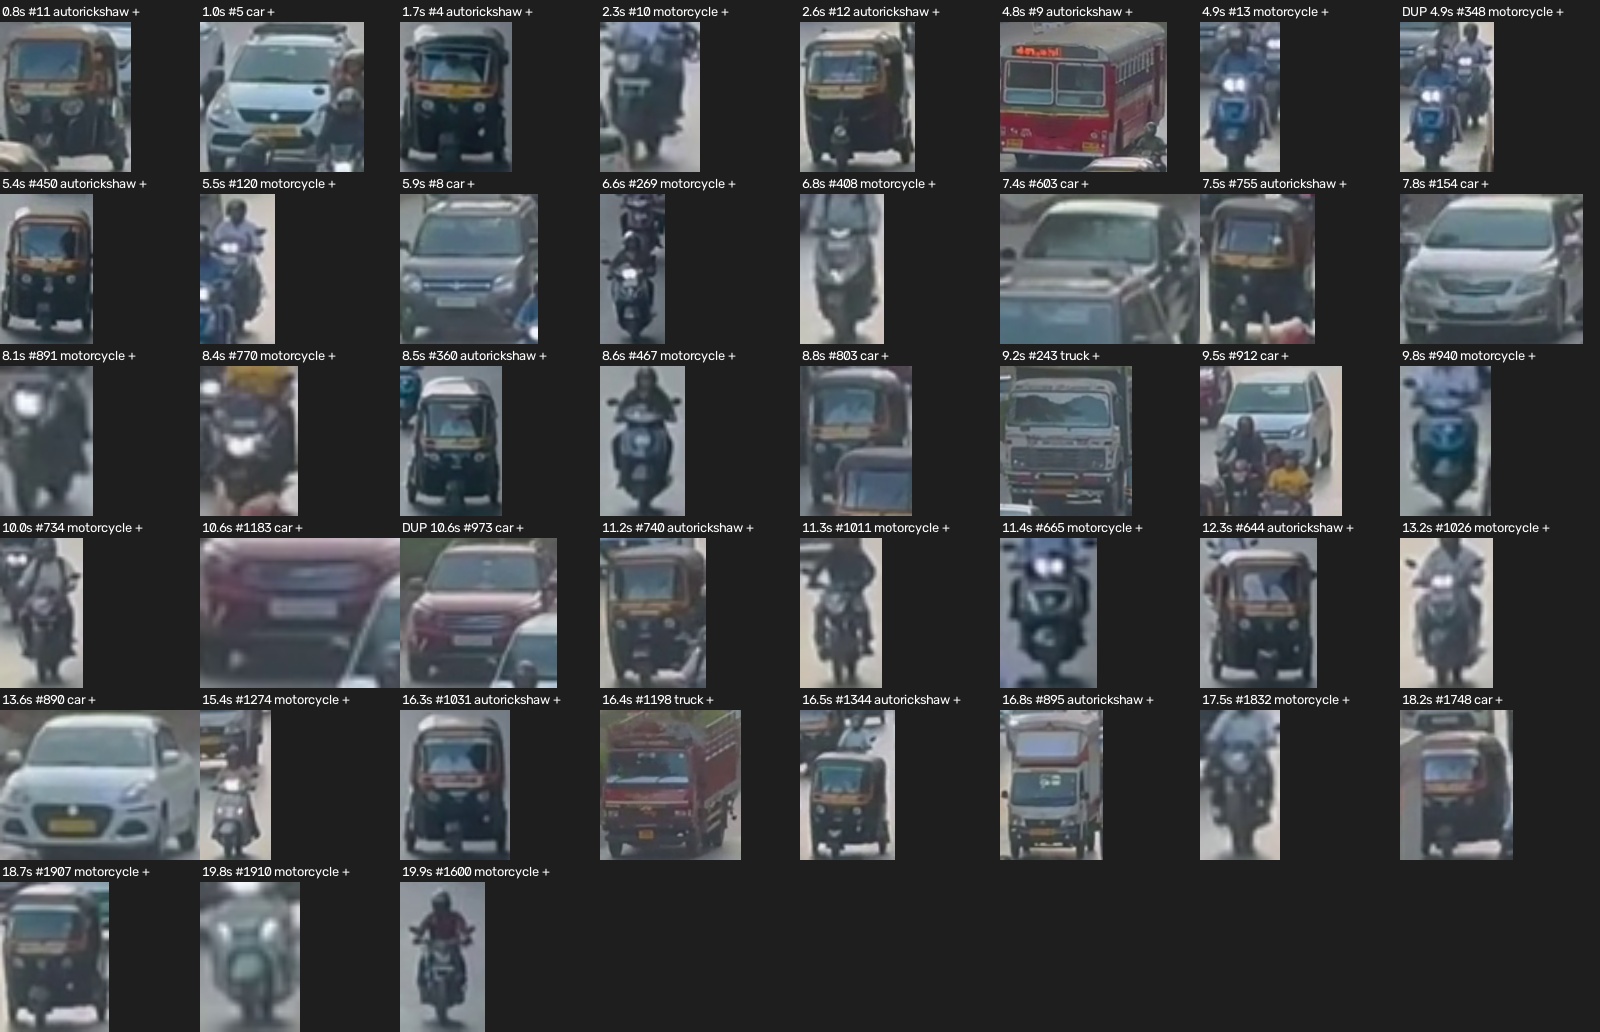 0.8s #11 autorickshaw +
1.0s #5 car +
1.7s #4 autorickshaw +
2.3s #10 motorcycle +
2.6s #12 autorickshaw +
4.8s #9 autorickshaw +
4.9s #13 motorcycle +
DUP 4.9s #348 motorcycle +
5.4s #450 autorickshaw +
5.5s #120 motorcycle +
5.9s #8 car +
6.6s #269 motorcycle +
6.8s #408 motorcycle +
7.4s #603 car +
7.5s #755 autorickshaw +
7.8s #154 car +
8.1s #891 motorcycle +
8.4s #770 motorcycle +
8.5s #360 autorickshaw +
8.6s #467 motorcycle +
8.8s #803 car +
9.2s #243 truck +
9.5s #912 car +
9.8s #940 motorcycle +
10.0s #734 motorcycle +
10.6s #1183 car +
DUP 10.6s #973 car +
11.2s #740 autorickshaw +
11.3s #1011 motorcycle +
11.4s #665 motorcycle +
12.3s #644 autorickshaw +
13.2s #1026 motorcycle +
13.6s #890 car +
15.4s #1274 motorcycle +
16.3s #1031 autorickshaw +
16.4s #1198 truck +
16.5s #1344 autorickshaw +
16.8s #895 autorickshaw +
17.5s #1832 motorcycle +
18.2s #1748 car +
18.7s #1907 motorcycle +
19.8s #1910 motorcycle +
19.9s #1600 motorcycle +